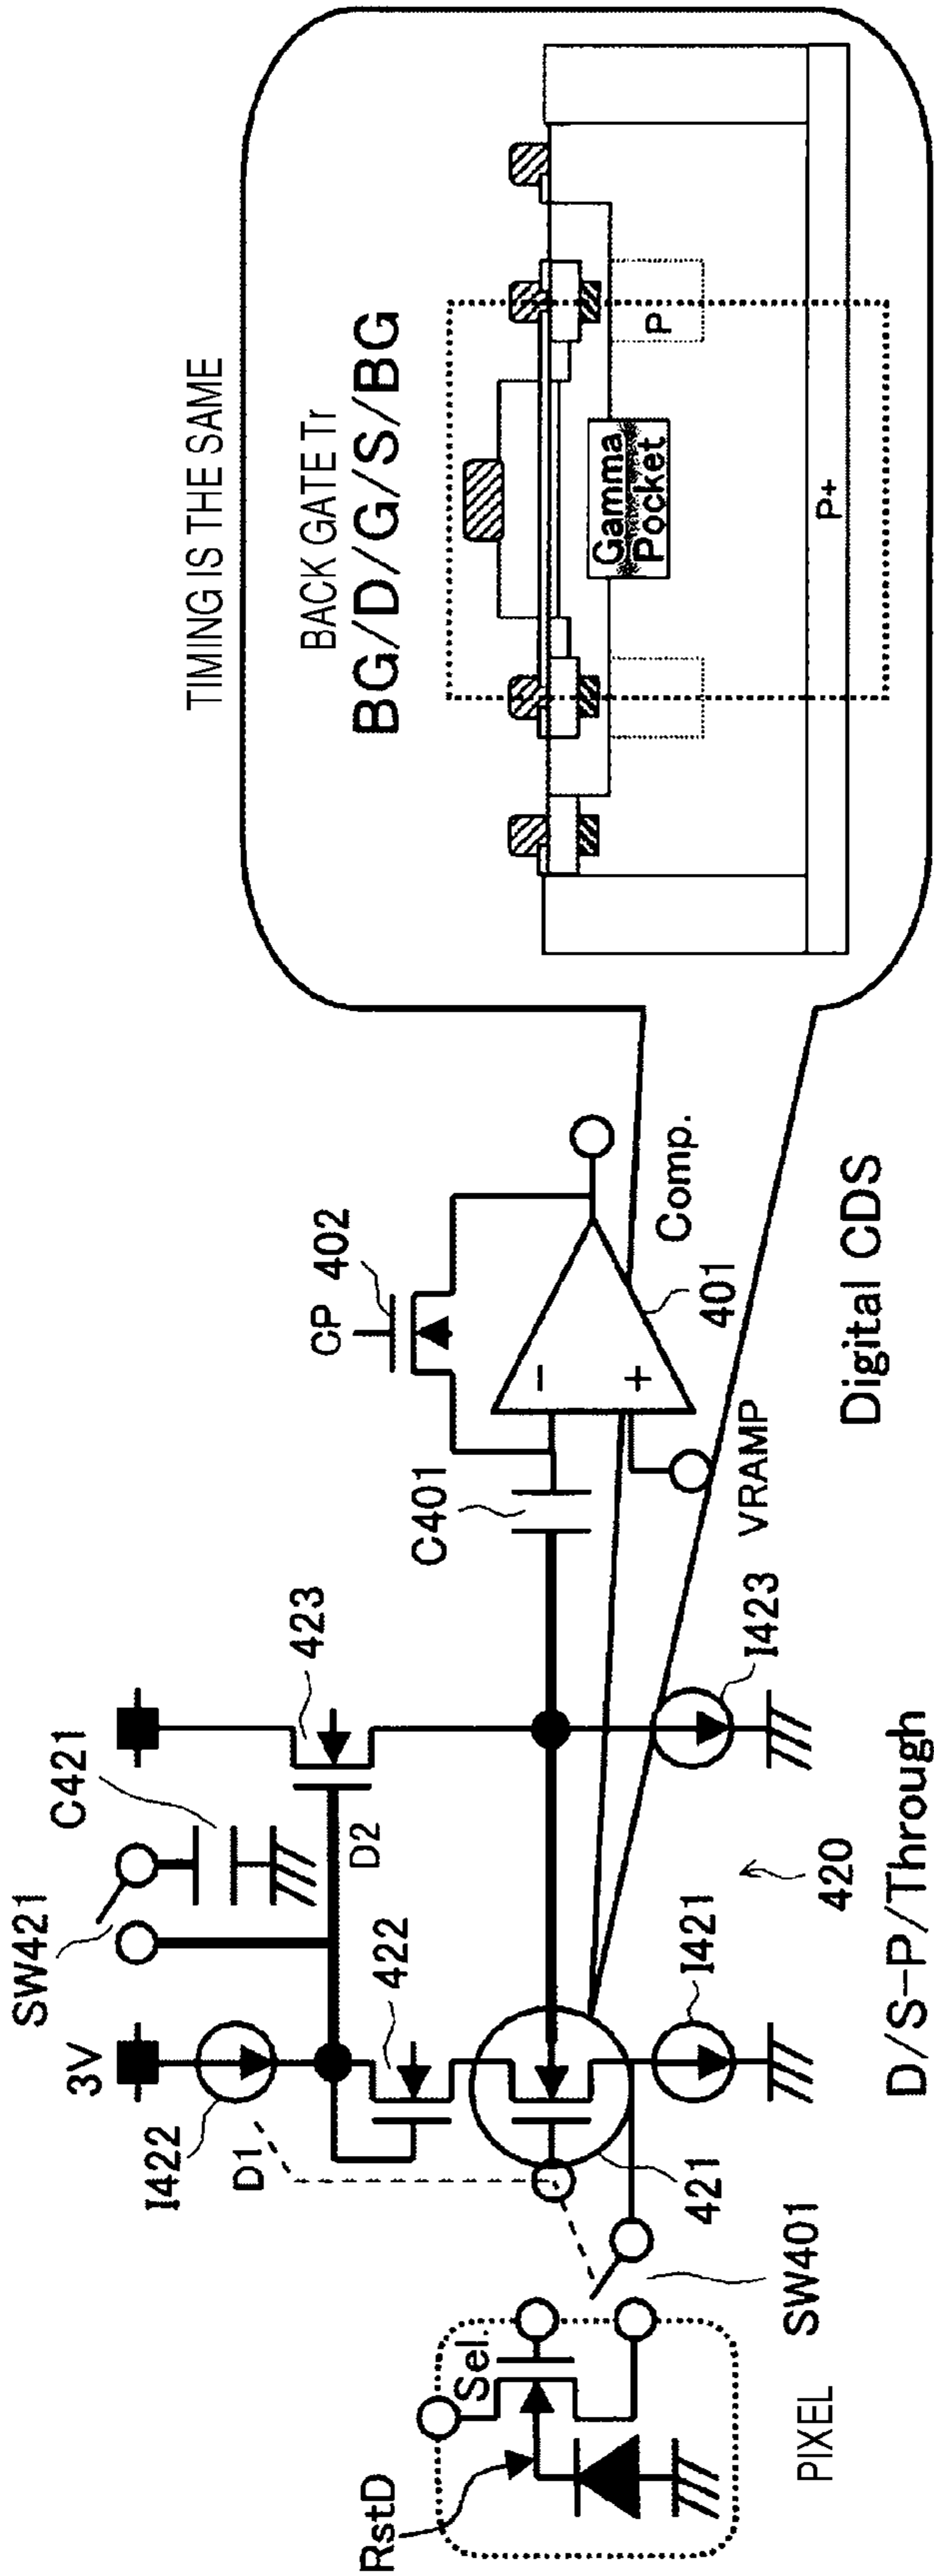 TIMING IS THE SAME
BACK GATE Tr
BG/D/G/S/BG
Gamma
Pocket
P
P+
SW421
C421
3V
I422
D1
D2
422
423
421
I421
I423
420
C401
CP
402
401
Comp.
VRAMP
Sel.
RstD
SW401
PIXEL
D/S-P/Through
Digital CDS